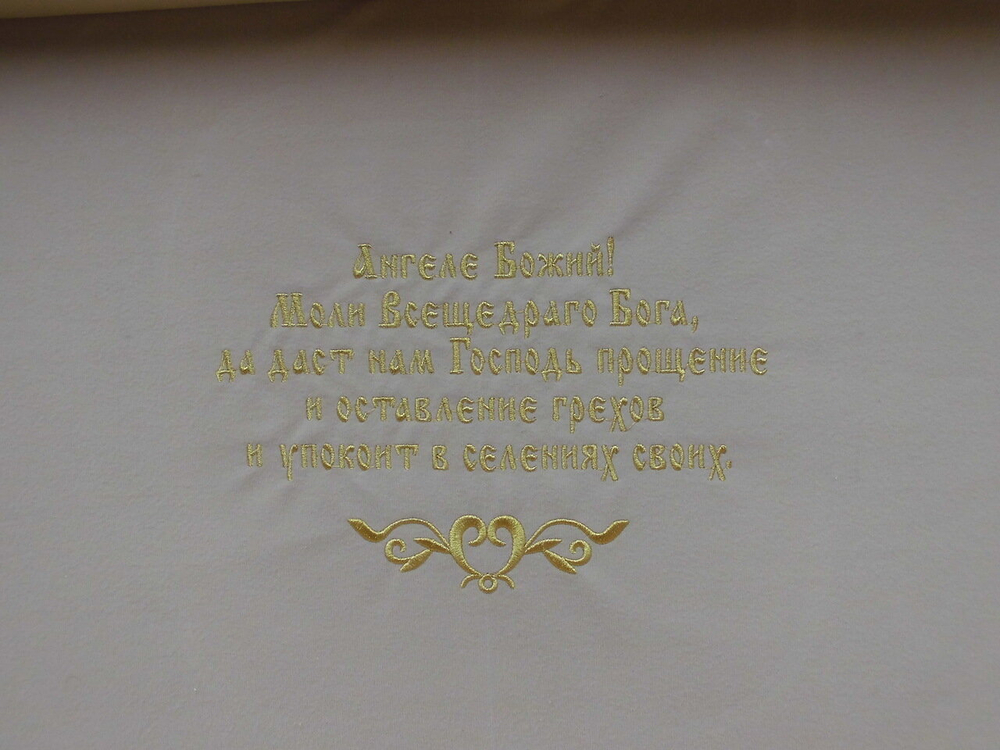 Ангеле Божий!
Моли Всещедраго Бога,
да даст нам Господь прощение
и оставление грехов
и упокоит в селениях своих.